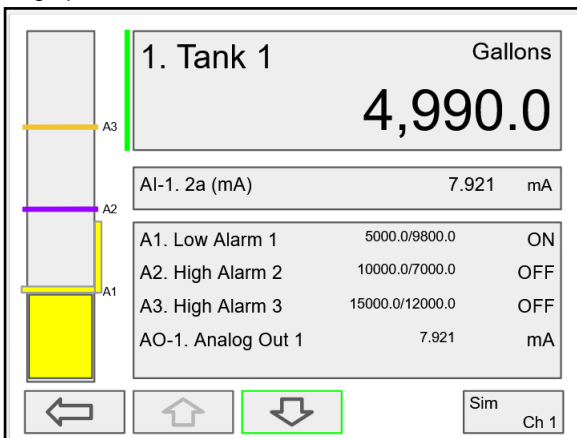 1. Tank 1 Gallons
4,990.0
A3
AI-1. 2a (mA) 7.921 mA
A2
A1. Low Alarm 1 5000.0/9800.0 ON
A2. High Alarm 2 10000.0/7000.0 OFF
A1
A3. High Alarm 3 15000.0/12000.0 OFF
AO-1. Analog Out 1 7.921 mA
Sim
Ch 1